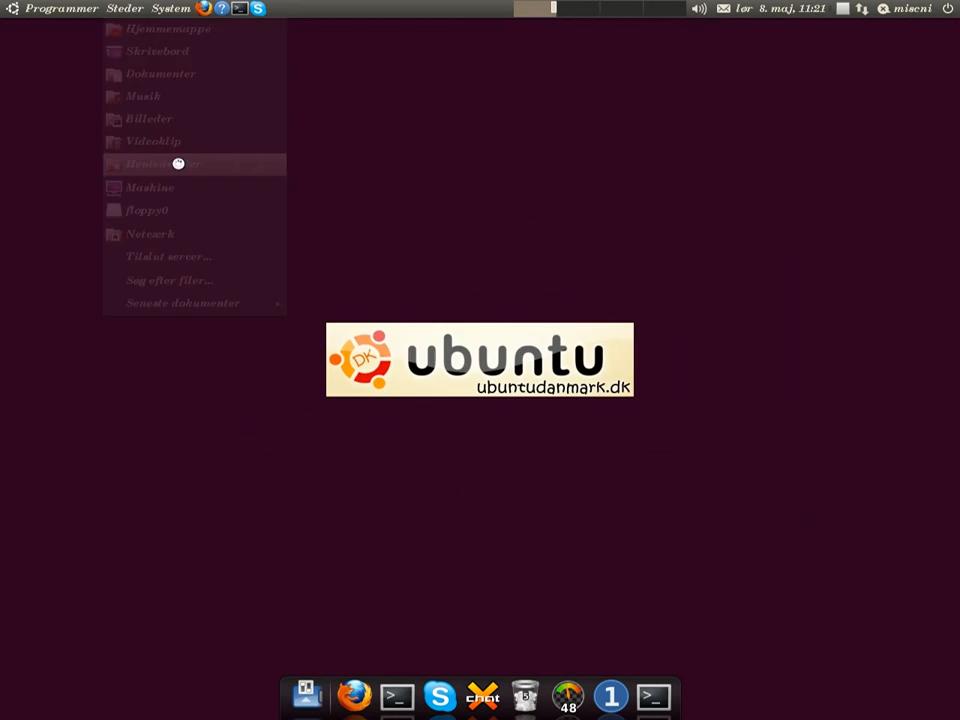 Programmer Steder System
lør 8. maj, 11:21
miscni
Hjemmemappe
Skrivebord
Dokumenter
Musik
Billeder
Videoklip
Maskine
floppy0
Netværk
Tilslut server...
Søg efter filer...
Seneste dokumenter
DK
ubuntu
ubuntudanmark.dk
chat
5
48
1